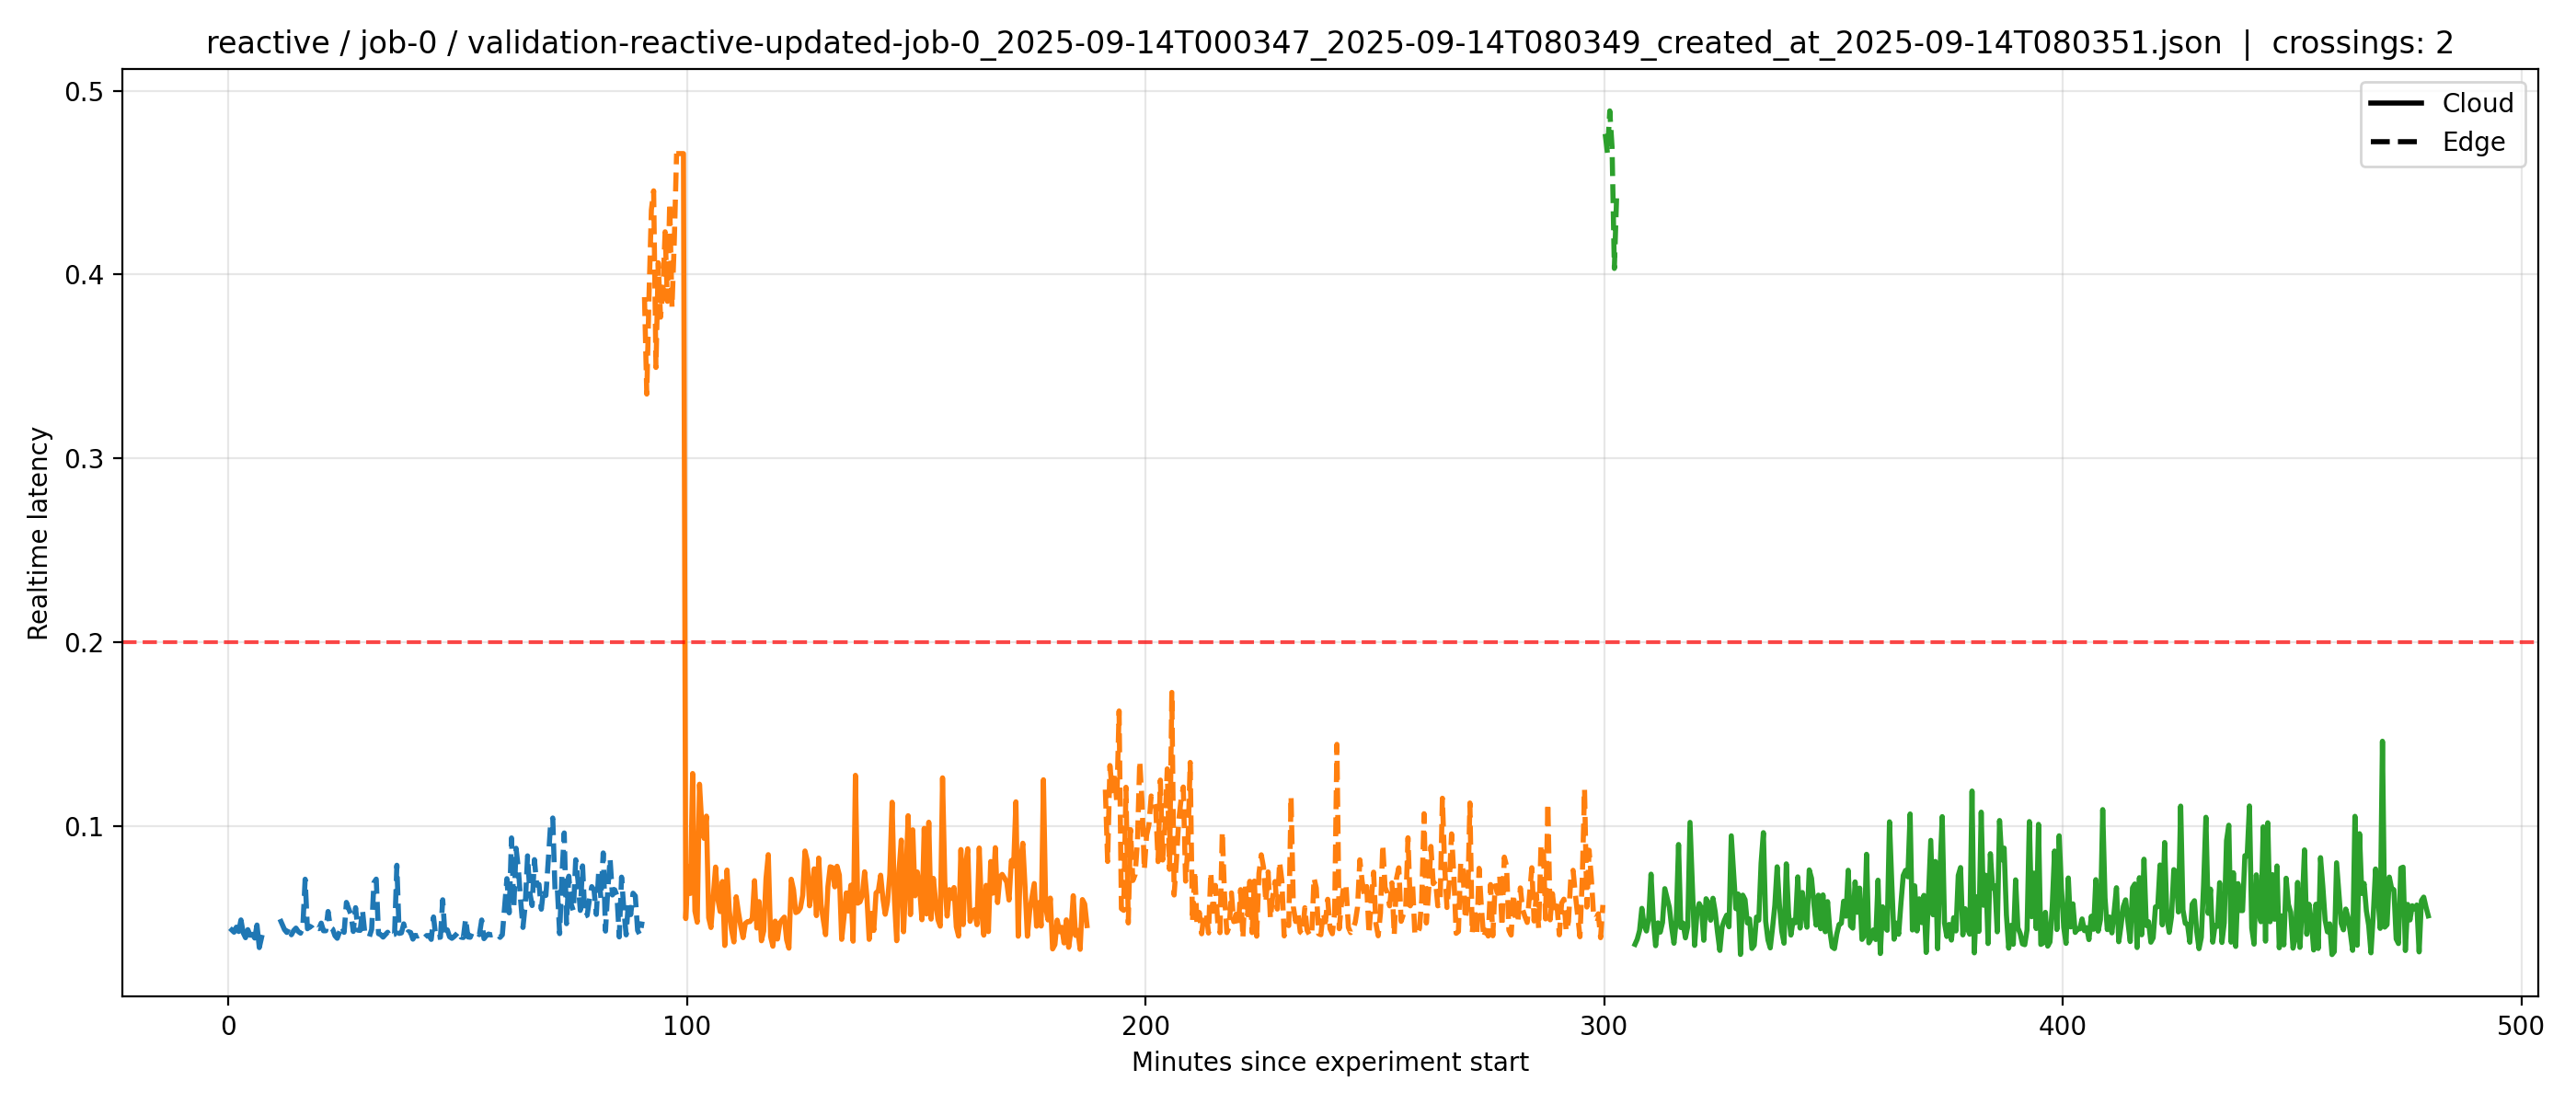 reactive / job-0 / validation-reactive-updated-job-0_2025-09-14T000347_2025-09-14T080349_created_at_2025-09-14T080351.json | crossings: 2
Cloud
Edge
Realtime latency
0.5
0.4
0.3
0.2
0.1
0
100
200
300
400
500
Minutes since experiment start